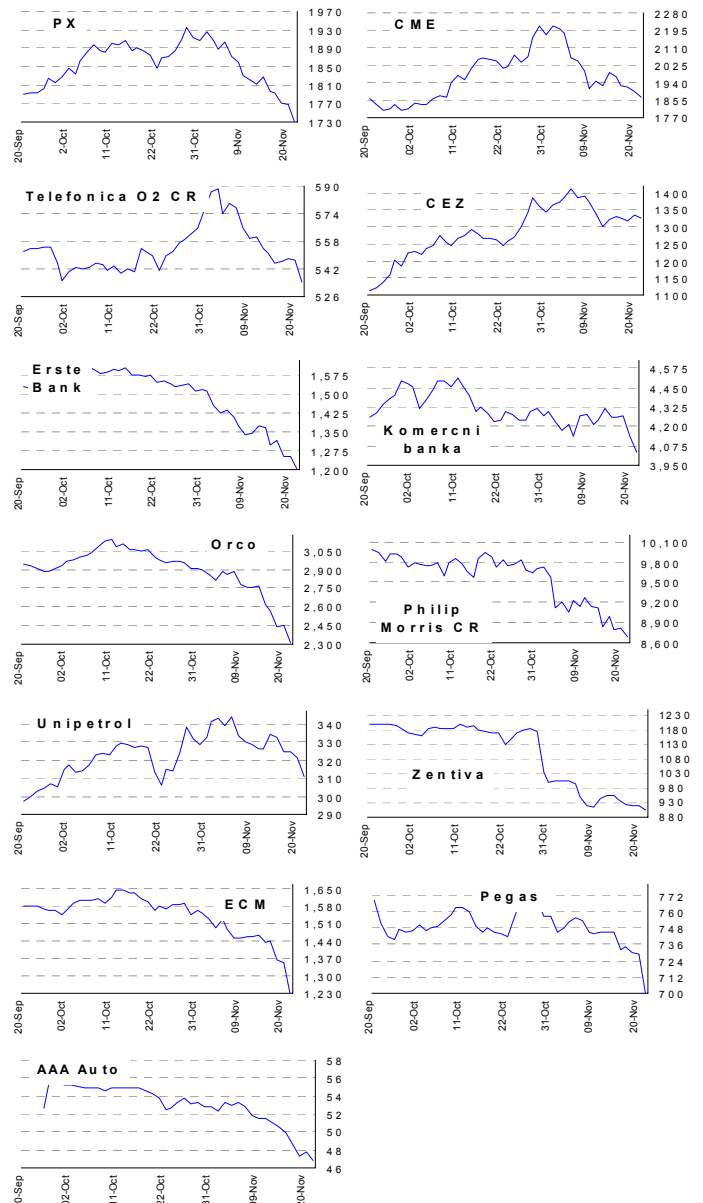 PX
1970
1930
1890
1850
1810
1770
1730
20-Sep
2-Oct
11-Oct
22-Oct
31-Oct
9-Nov
20-Nov
CME
2280
2195
2110
2025
1940
1855
1770
20-Sep
02-Oct
11-Oct
22-Oct
31-Oct
09-Nov
20-Nov
Telefonica O2 CR
590
574
558
542
526
20-Sep
02-Oct
11-Oct
22-Oct
31-Oct
09-Nov
20-Nov
CEZ
1400
1350
1300
1250
1200
1150
1100
20-Sep
02-Oct
11-Oct
22-Oct
31-Oct
09-Nov
20-Nov
Erste
Bank
1,575
1,500
1,425
1,350
1,275
1,200
20-Sep
02-Oct
11-Oct
22-Oct
31-Oct
09-Nov
20-Nov
Komercni
banka
4,575
4,450
4,325
4,200
4,075
3,950
20-Sep
02-Oct
11-Oct
22-Oct
31-Oct
09-Nov
20-Nov
Orco
3,050
2,900
2,750
2,600
2,450
2,300
20-Sep
02-Oct
11-Oct
22-Oct
31-Oct
09-Nov
20-Nov
Philip
Morris CR
10,100
9,800
9,500
9,200
8,900
8,600
20-Sep
02-Oct
11-Oct
22-Oct
31-Oct
09-Nov
20-Nov
Unipetrol
340
330
320
310
300
290
20-Sep
02-Oct
11-Oct
22-Oct
31-Oct
09-Nov
20-Nov
Zentiva
1230
1180
1130
1080
1030
980
930
880
20-Sep
02-Oct
11-Oct
22-Oct
31-Oct
09-Nov
20-Nov
ECM
1,650
1,580
1,510
1,440
1,370
1,300
1,230
20-Sep
02-Oct
11-Oct
22-Oct
31-Oct
09-Nov
20-Nov
Pegas
772
760
748
736
724
712
700
20-Sep
02-Oct
11-Oct
22-Oct
31-Oct
09-Nov
20-Nov
AAA Auto
58
56
54
52
50
48
46
0-Sep
02-Oct
11-Oct
22-Oct
31-Oct
09-Nov
20-Nov